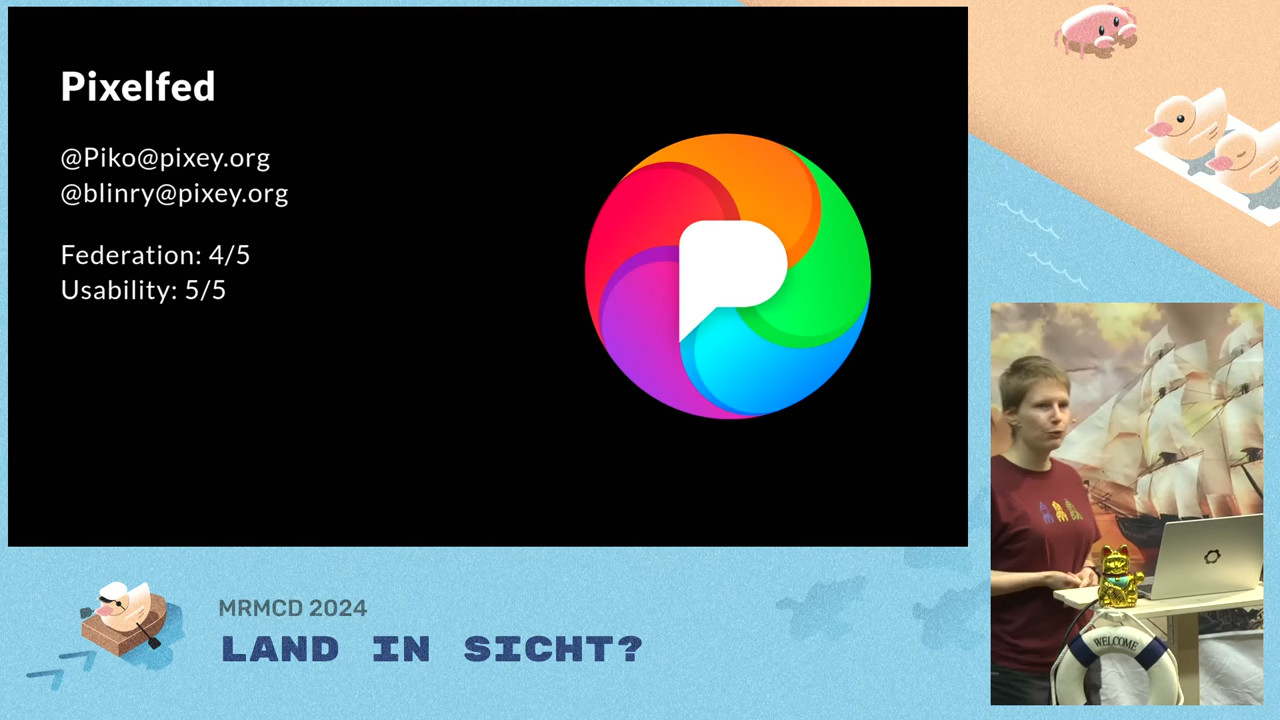 Pixelfed
@Piko@pixey.org
@blinry@pixey.org
Federation: 4/5
Usability: 5/5
MRMCD 2024
LAND IN SICHT?
WELCOME